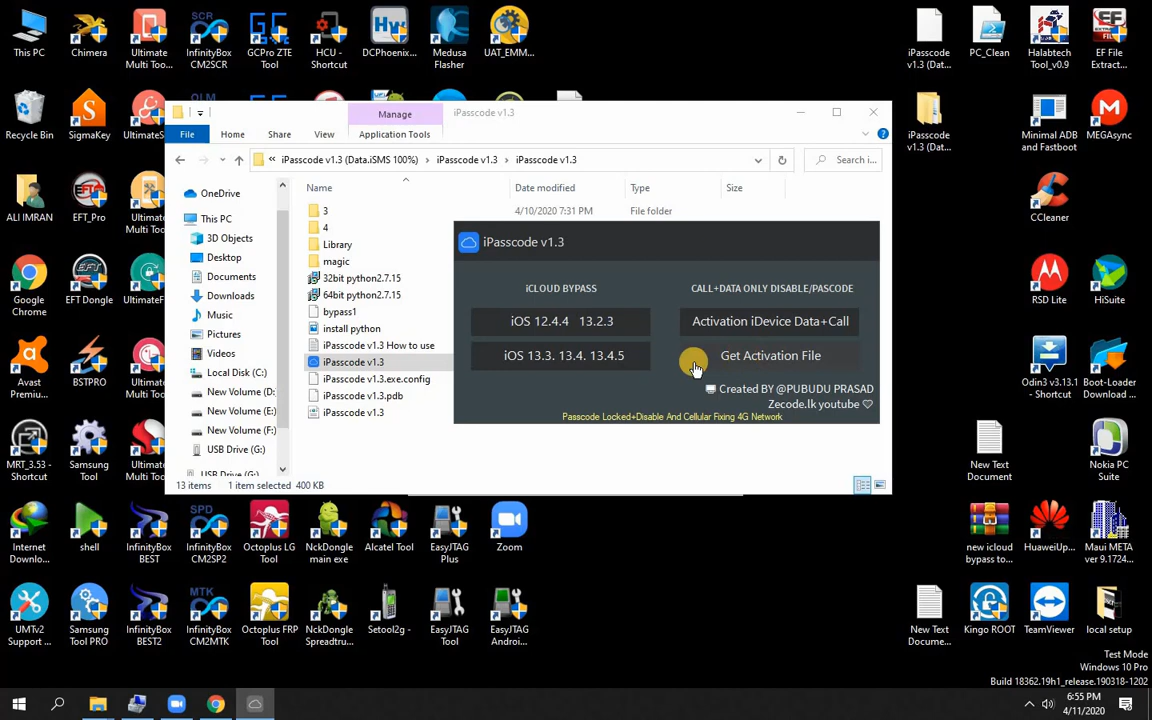 This PC
Chimera
Ultimate Multi Too...
InfinityBox CM2SCR
GCPro ZTE Tool
HCU - Shortcut
DCPhoenix...
Medusa Flasher
UAT_EMM...
iPasscode v1.3 (Dat...
PC_Clean
Halabtech Tool_v0.9
EF File Extract...
Recycle Bin
SigmaKey
UltimateS
iPasscode v1.3 (Dat...
Minimal ADB and Fastboot
MEGAsync
ALI IMRAN
EFT_Pro
Ultimate Multi Too
CCleaner
Google Chrome
EFT Dongle
UltimateF
RSD Lite
HiSuite
Avast Premium...
BSTPRO
Ultimat Multi To
Odin3 v3.13.1 - Shortcut
Boot-Loader Download...
MRT_3.53 - Shortcut
Samsung Tool
Ultimat Multi To
New Text Document
Nokia PC Suite
Manage
iPasscode v1.3
File
Home
Share
View
Application Tools
« iPasscode v1.3 (Data.iSMS 100%) › iPasscode v1.3 › iPasscode v1.3
Search i...
Name
Date modified
Type
Size
OneDrive
This PC
3D Objects
Desktop
Documents
Downloads
Music
Pictures
Videos
Local Disk (C:)
New Volume (D:
New Volume (E:)
New Volume (F:)
USB Drive (G:)
USB Drive (G:)
3
4/10/2020 7:31 PM
File folder
4
Library
magic
32bit python2.7.15
64bit python2.7.15
bypass1
install python
iPasscode v1.3 How to use
iPasscode v1.3
iPasscode v1.3.exe.config
iPasscode v1.3.pdb
iPasscode v1.3
13 items
1 item selected 400 KB
iPasscode v1.3
iCLOUD BYPASS
CALL+DATA ONLY DISABLE/PASCODE
iOS 12.4.4 13.2.3
Activation iDevice Data+Call
iOS 13.3. 13.4. 13.4.5
Get Activation File
Created BY @PUBUDU PRASAD
Zecode.lk youtube
Passcode Locked+Disable And Cellular Fixing 4G Network
Internet Downlo...
shell
InfinityBox BEST
InfinityBox CM2SP2
Octoplus LG Tool
NckDongle main exe
Alcatel Tool
EasyJTAG Plus
Zoom
new icloud bypass to...
HuaweiUp...
Maui META ver 9.1724...
UMTv2 Support ...
Samsung Tool PRO
InfinityBox BEST2
InfinityBox CM2MTK
Octoplus FRP Tool
NckDongle Spreadtru...
Setool2g -
EasyJTAG Tool
EasyJTAG Androi...
New Text Docume...
Kingo ROOT
TeamViewer
local setup
Test Mode
Windows 10 Pro
Build 18362.19h1_release.190318-1202
6:55 PM
4/11/2020